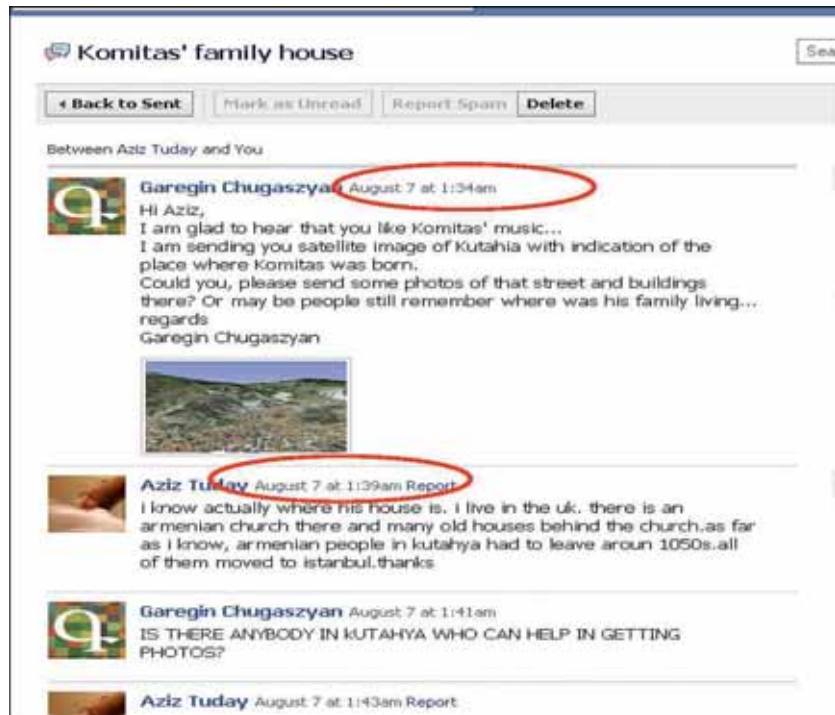 Komitas' family house
Sea
Back to Sent
Mark as Unread
Report Spam
Delete
Between Aziz Tuday and You
Garegin Chugaszyan August 7 at 1:34am
Hi Aziz,
I am glad to hear that you like Komitas' music...
I am sending you satellite image of Kutahia with indication of the
place where Komitas was born.
Could you, please send some photos of that street and buildings
there? Or may be people still remember where was his family living...
regards
Garegin Chugaszyan
Aziz Tuday August 7 at 1:39am Report
i know actually where his house is. i live in the uk. there is an
armenian church there and many old houses behind the church.as far
as i know, armenian people in kutahya had to leave aroun 1050s.all
of them moved to istanbul.thanks
Garegin Chugaszyan August 7 at 1:41am
IS THERE ANYBODY IN kUTAHYA WHO CAN HELP IN GETTING
PHOTOS?
Aziz Tuday August 7 at 1:43am Report